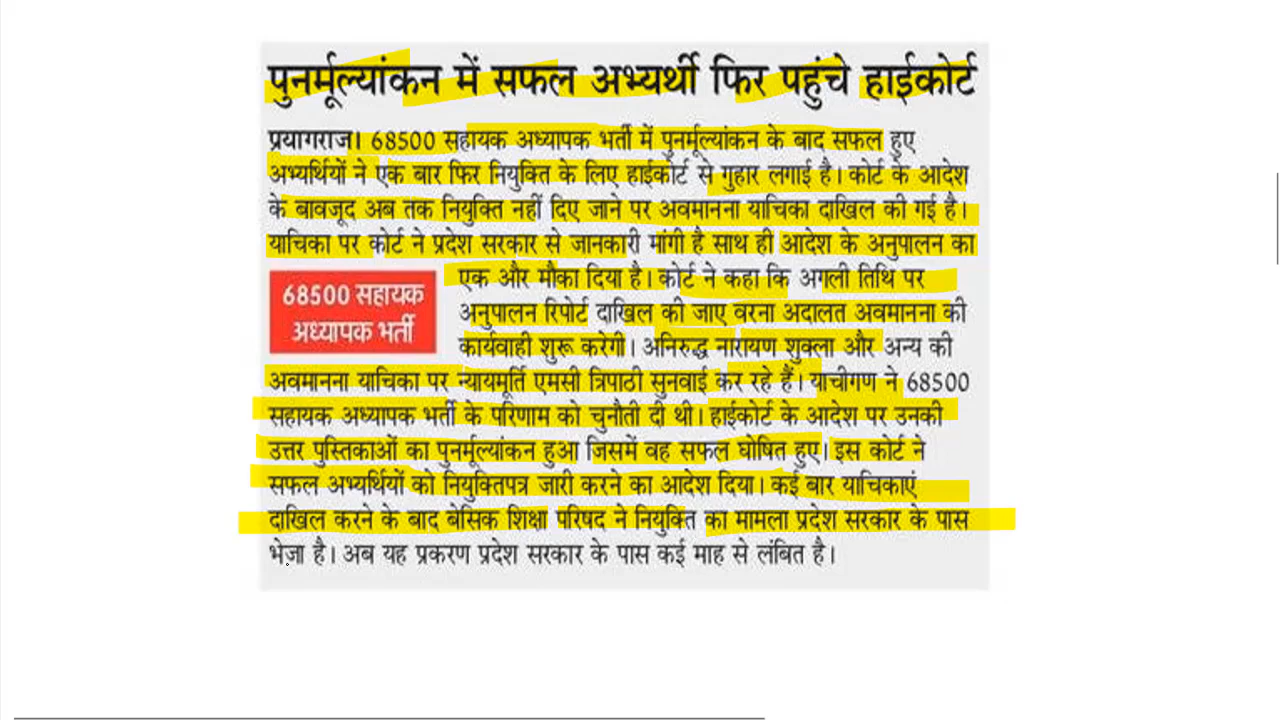 पुनर्मूल्यांकन में सफल अभ्यर्थी फिर पहुंचे हाईकोर्ट
प्रयागराज। 68500 सहायक अध्यापक भर्ती में पुनर्मूल्यांकन के बाद सफल हुए
अभ्यर्थियों ने एक बार फिर नियुक्ति के लिए हाईकोर्ट से गुहार लगाई है। कोर्ट के आदेश
के बावजूद अब तक नियुक्ति नहीं दिए जाने पर अवमानना याचिका दाखिल की गई है।
याचिका पर कोर्ट ने प्रदेश सरकार से जानकारी मांगी है साथ ही आदेश के अनुपालन का
एक और मौका दिया है। कोर्ट ने कहा कि अगली तिथि पर
अनुपालन रिपोर्ट दाखिल की जाए वरना अदालत अवमानना की
कार्यवाही शुरू करेगी। अनिरुद्ध नारायण शुक्ला और अन्य की
68500 सहायक
अध्यापक भर्ती
अवमानना याचिका पर न्यायमूर्ति एमसी त्रिपाठी सुनवाई कर रहे हैं। याचीगण ने 68500
सहायक अध्यापक भर्ती के परिणाम को चुनौती दी थी। हाईकोर्ट के आदेश पर उनकी
उत्तर पुस्तिकाओं का पुनर्मूल्यांकन हुआ जिसमें वह सफल घोषित हुए। इस कोर्ट ने
सफल अभ्यर्थियों को नियुक्तिपत्र जारी करने का आदेश दिया। कई बार याचिकाएं
दाखिल करने के बाद बेसिक शिक्षा परिषद ने नियुक्ति का मामला प्रदेश सरकार के पास
भेजा है। अब यह प्रकरण प्रदेश सरकार के पास कई माह से लंबित है।